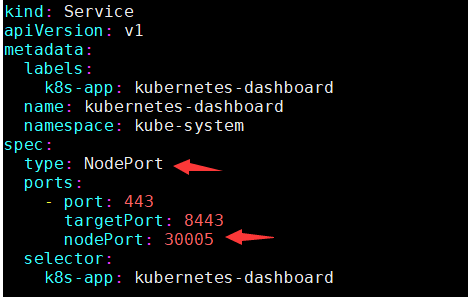 kind: Service
apiVersion: v1
metadata:
  labels:
    k8s-app: kubernetes-dashboard
  name: kubernetes-dashboard
  namespace: kube-system
spec:
  type: NodePort
  ports:
    - port: 443
      targetPort: 8443
      nodePort: 30005
  selector:
    k8s-app: kubernetes-dashboard